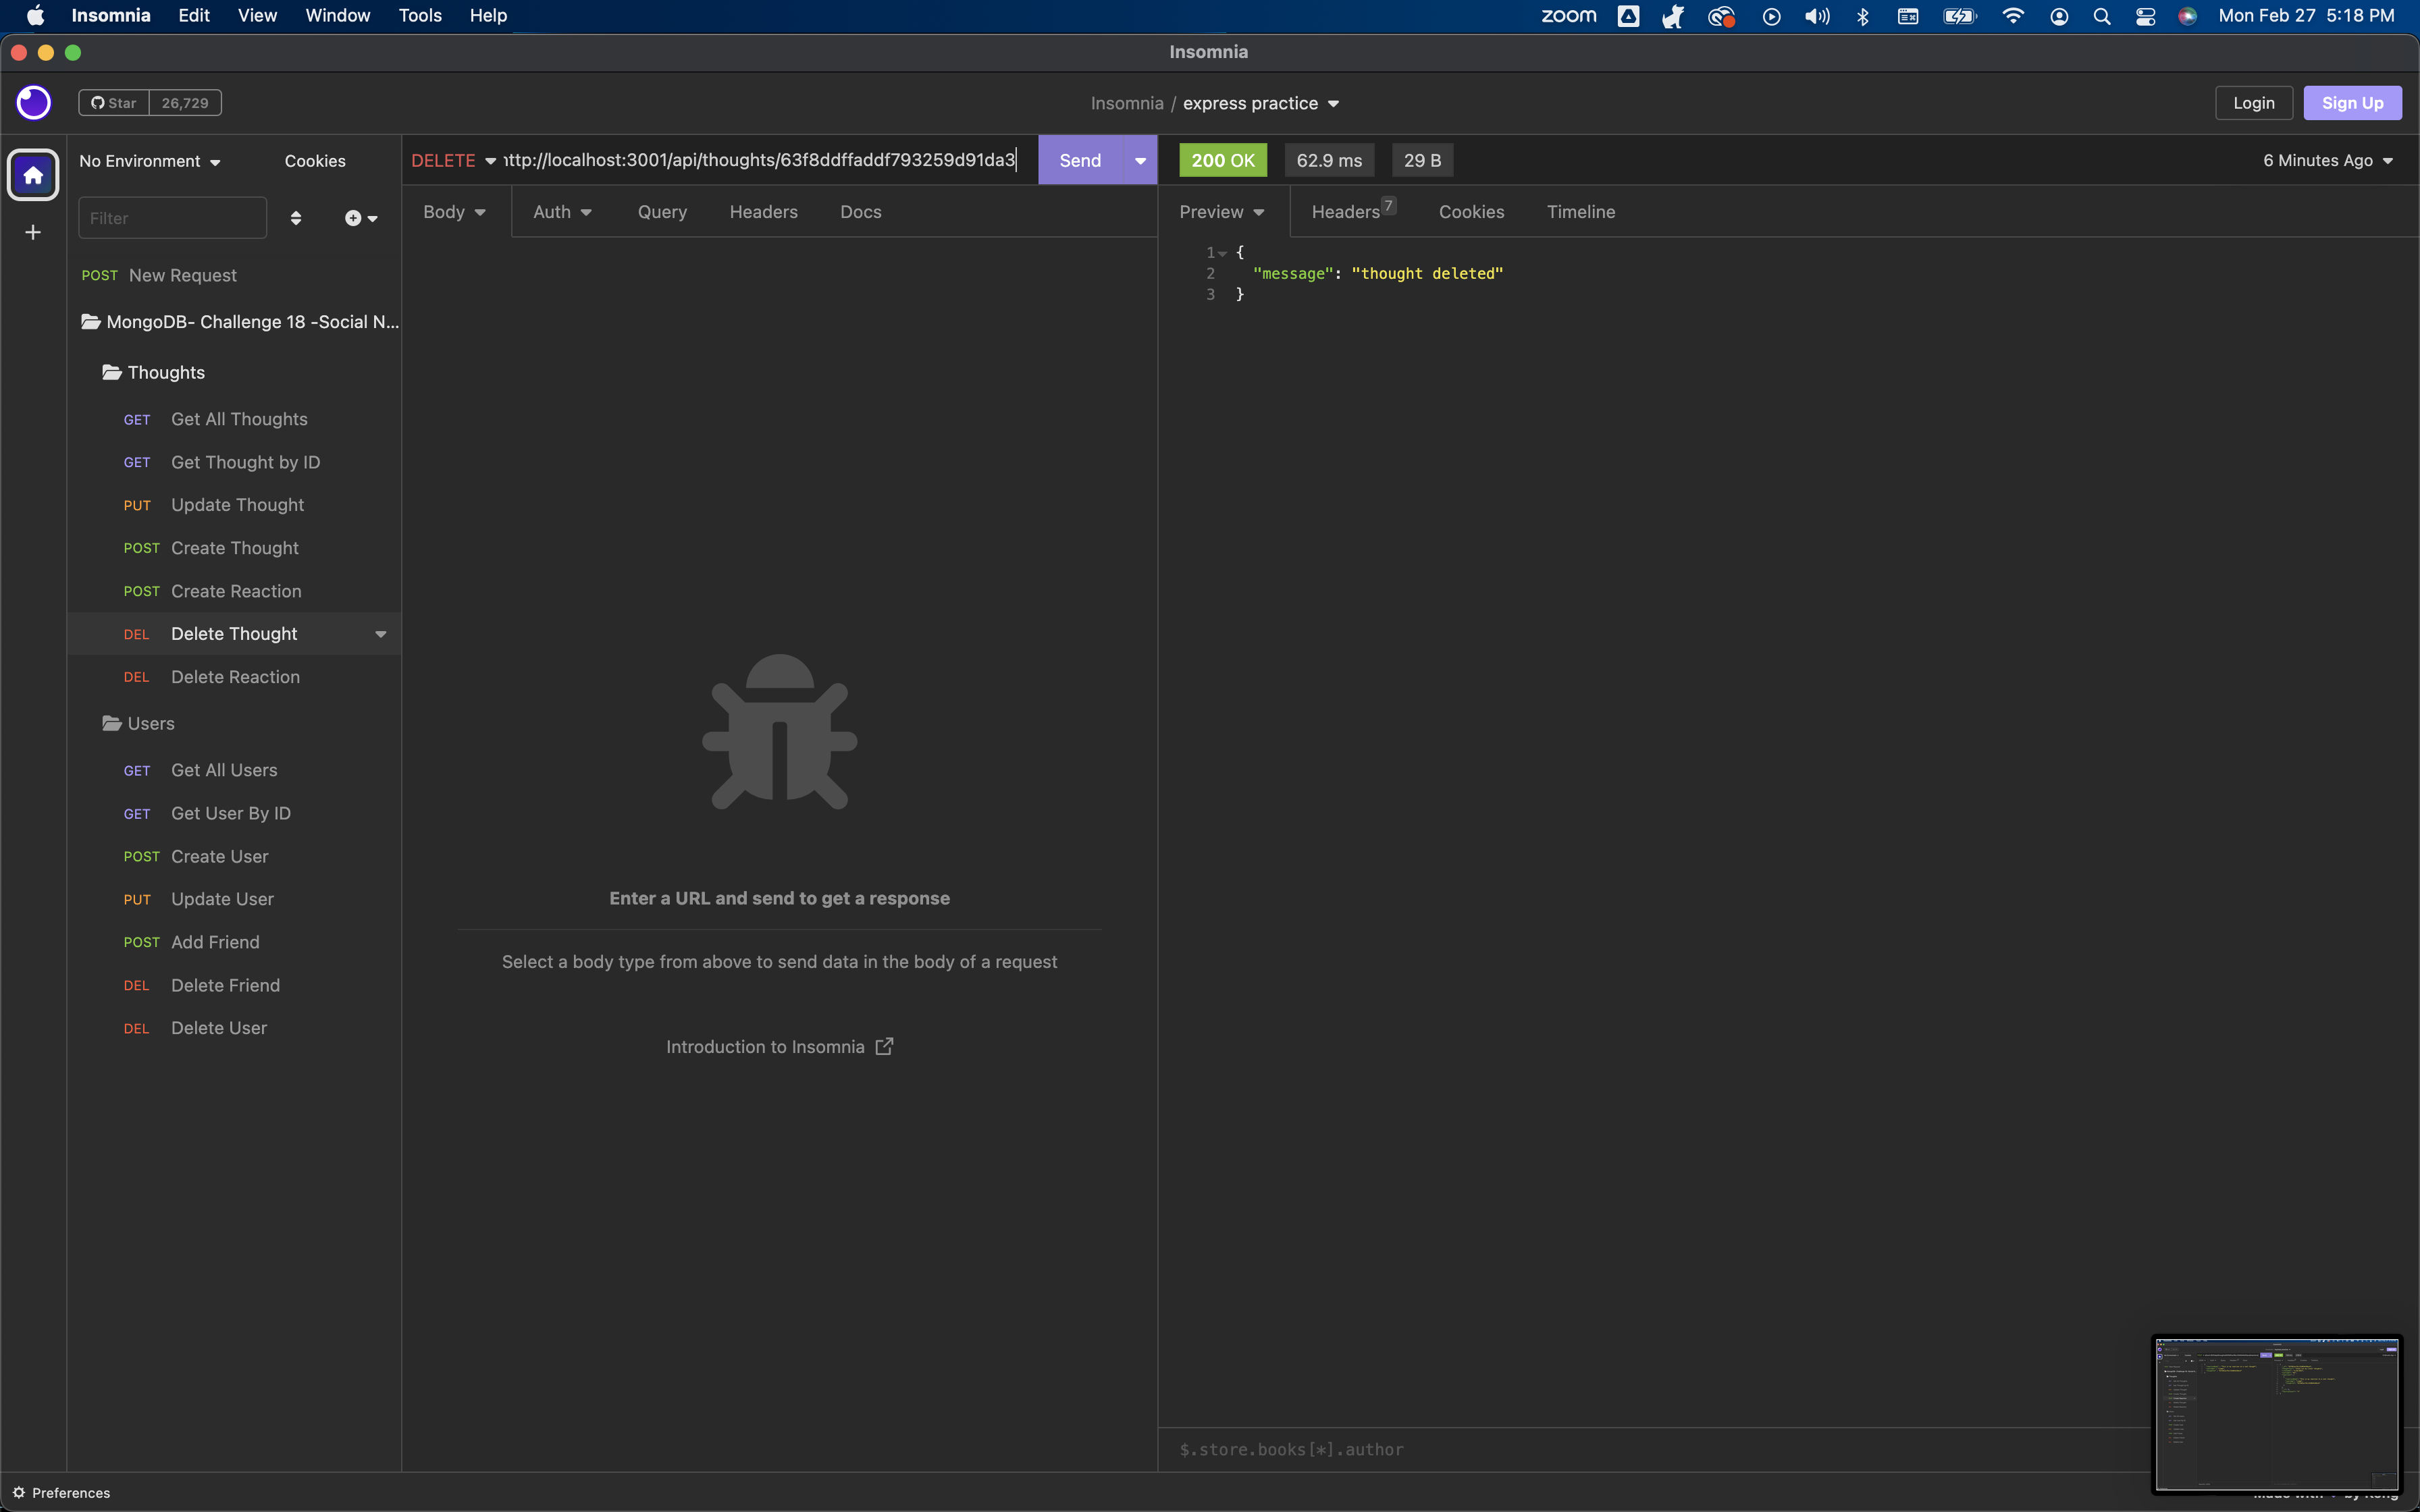 Insomnia Edit View Window Tools Help zoom Mon Feb 27 5:18 PM
Insomnia
Star 26,729 Insomnia / express practice Login Sign Up
No Environment Cookies DELETE ttp://localhost:3001/api/thoughts/63f8ddffaddf793259d91da3 Send 200 OK 62.9 ms 29 B 6 Minutes Ago
Filter Body Auth Query Headers Docs Preview Headers 7 Cookies Timeline
POST New Request
MongoDB- Challenge 18 -Social N...
Thoughts
GET Get All Thoughts
GET Get Thought by ID
PUT Update Thought
POST Create Thought
POST Create Reaction
DEL Delete Thought
DEL Delete Reaction
Users
GET Get All Users
GET Get User By ID
POST Create User
PUT Update User
POST Add Friend
DEL Delete Friend
DEL Delete User
Enter a URL and send to get a response
Select a body type from above to send data in the body of a request
Introduction to Insomnia
1 {
2 "message": "thought deleted"
3 }
$.store.books[*].author
Preferences